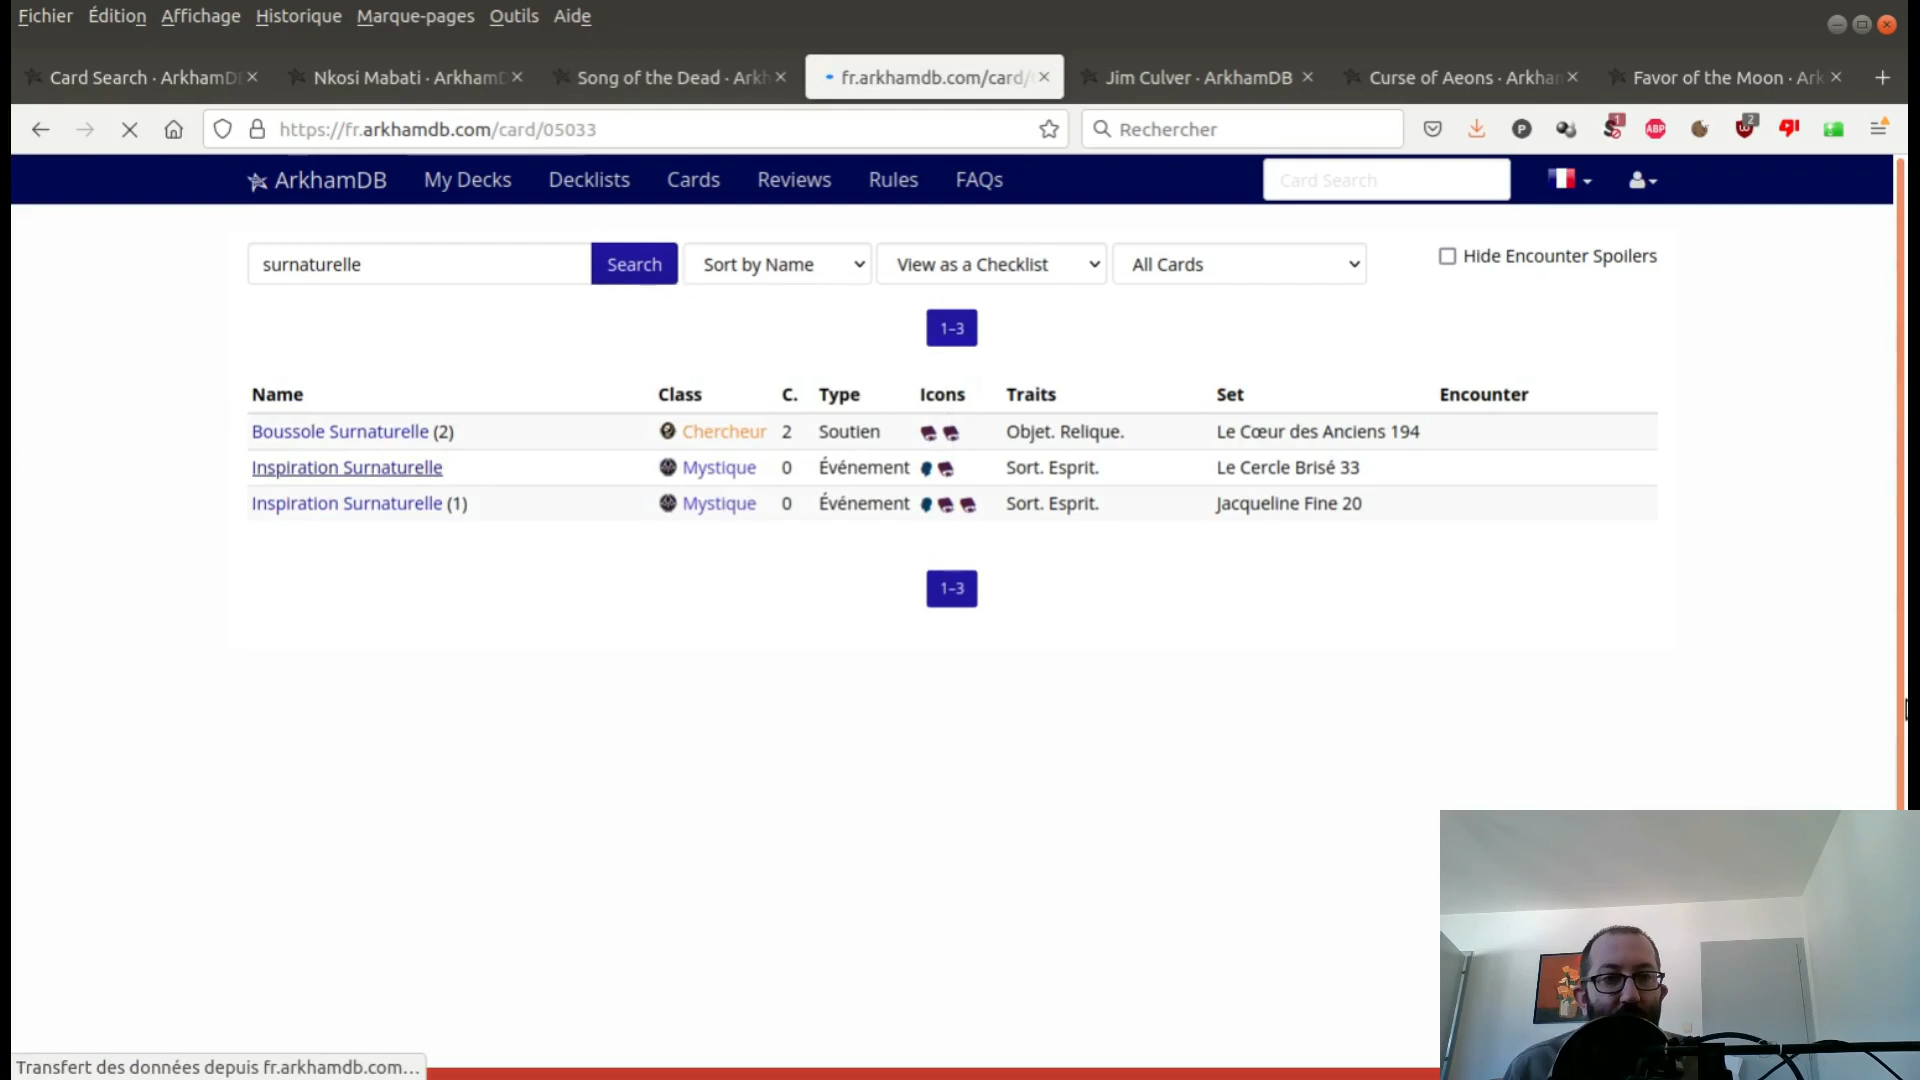 Fichier Édition Affichage Historique Marque-pages Outils Aide
Card Search · ArkhamD
Nkosi Mabati · Arkham
Song of the Dead · Arkh
fr.arkhamdb.com/card/
Jim Culver · ArkhamDB
Curse of Aeons · Arkha
Favor of the Moon · Ark
https://fr.arkhamdb.com/card/05033
Rechercher
P
1
ABP
2
ArkhamDB My Decks Decklists Cards Reviews Rules FAQs Card Search
surnaturelle Search Sort by Name View as a Checklist All Cards Hide Encounter Spoilers
1–3
Name Class C. Type Icons Traits Set Encounter
Boussole Surnaturelle (2) Chercheur 2 Soutien Objet. Relique. Le Cœur des Anciens 194
Inspiration Surnaturelle Mystique 0 Événement Sort. Esprit. Le Cercle Brisé 33
Inspiration Surnaturelle (1) Mystique 0 Événement Sort. Esprit. Jacqueline Fine 20
1–3
Transfert des données depuis fr.arkhamdb.com…